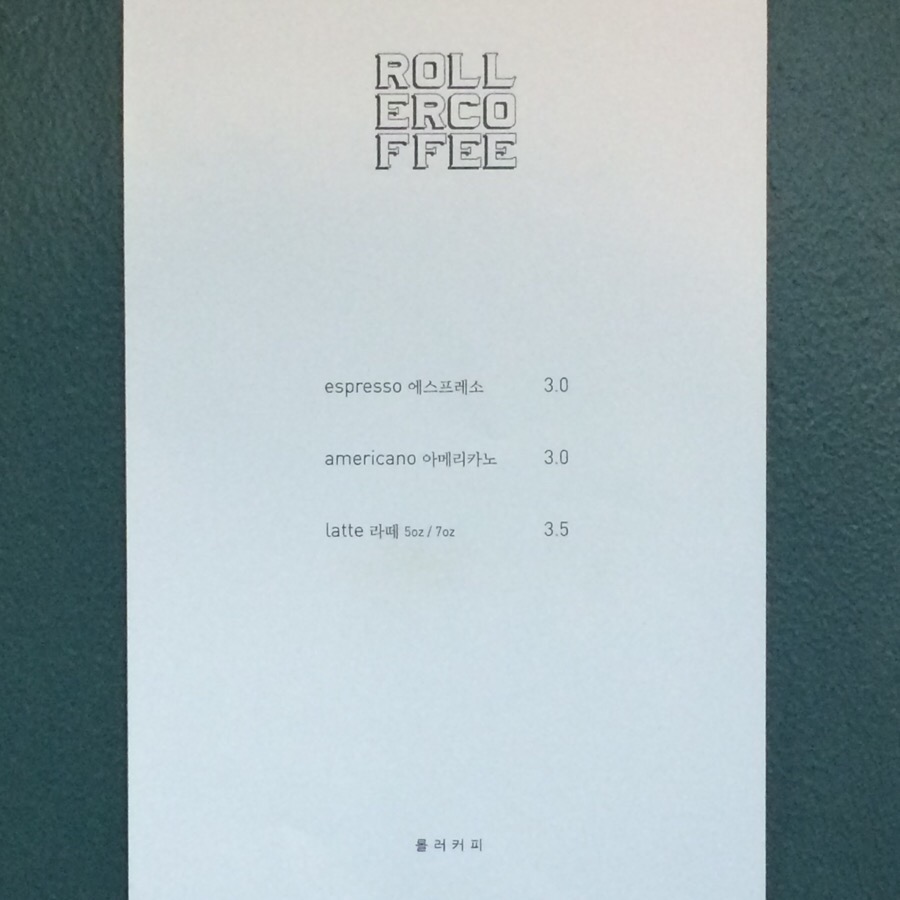 ROLL
ERCO
FFEE
espresso 에스프레소 3.0
americano 아메리카노 3.0
latte 라떼 5oz / 7oz 3.5
롤러커피